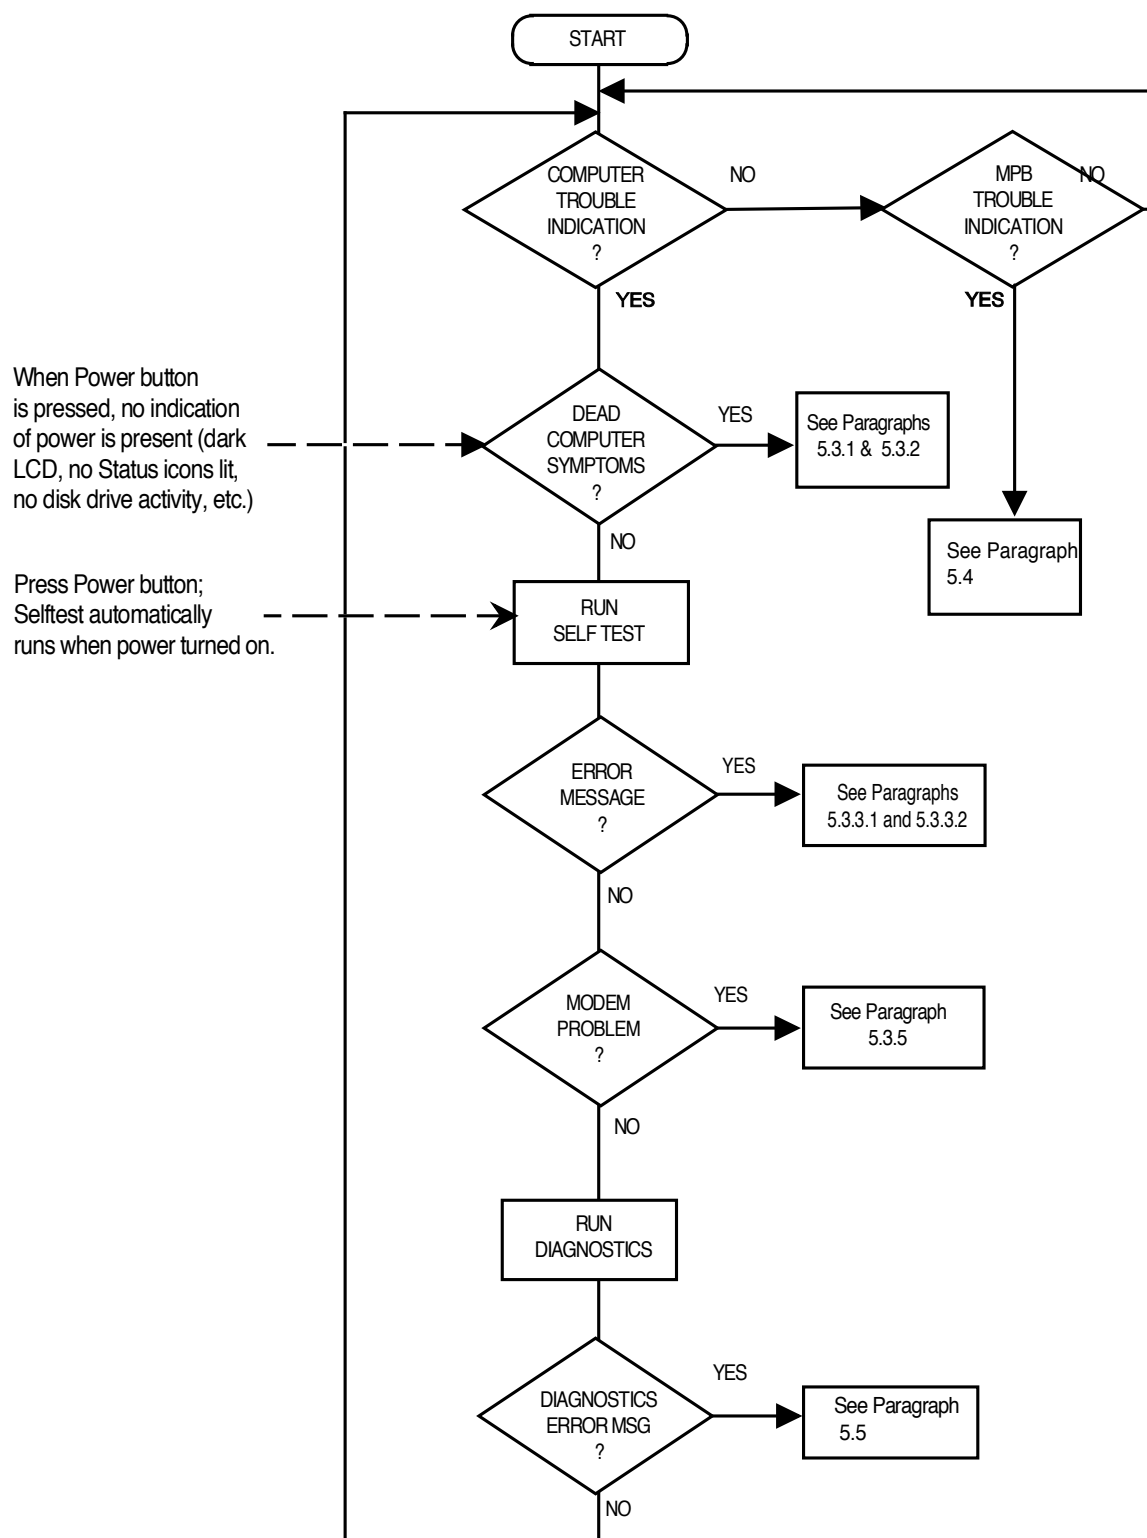 START
COMPUTER
TROUBLE
INDICATION
?
NO
MPB
TROUBLE
INDICATION
?
NO
YES
YES
When Power button
is pressed, no indication
of power is present (dark
LCD, no Status icons lit,
no disk drive activity, etc.)
DEAD
COMPUTER
SYMPTOMS
?
YES
See Paragraphs
5.3.1 & 5.3.2
NO
See Paragraph
5.4
Press Power button;
Selftest automatically
runs when power turned on.
RUN
SELF TEST
ERROR
MESSAGE
?
YES
See Paragraphs
5.3.3.1 and 5.3.3.2
NO
MODEM
PROBLEM
?
YES
See Paragraph
5.3.5
NO
RUN
DIAGNOSTICS
DIAGNOSTICS
ERROR MSG
?
YES
See Paragraph
5.5
NO